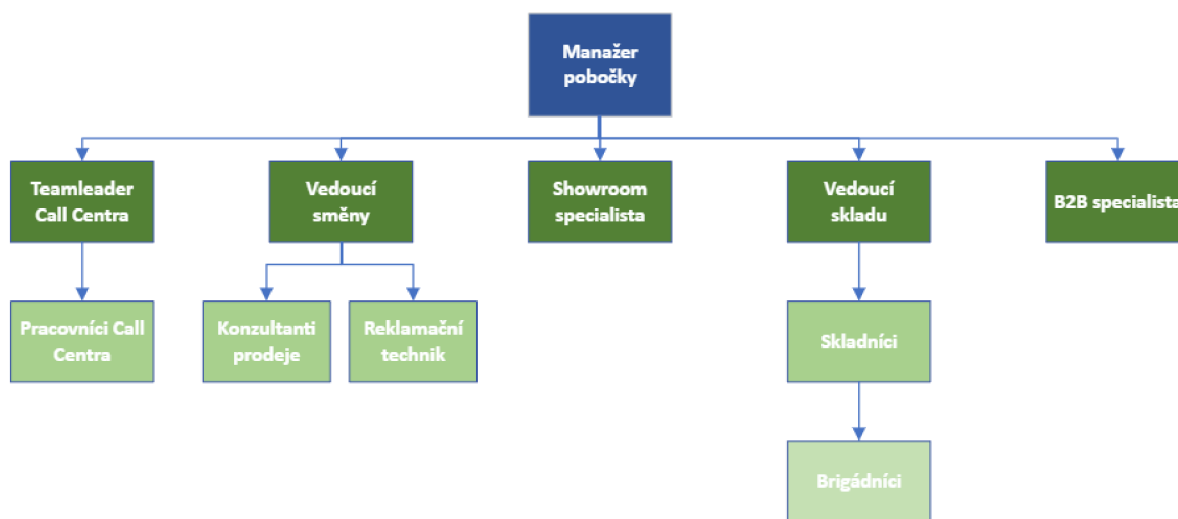 Manažer
pobočky
Teamleader
Call Centra
Vedoucí
směny
Showroom
specialista
Vedoucí
skladu
B2B specialista
Pracovníci Call
Centra
Konzultanti
prodeje
Reklamační
technik
Skladníci
Brigádníci